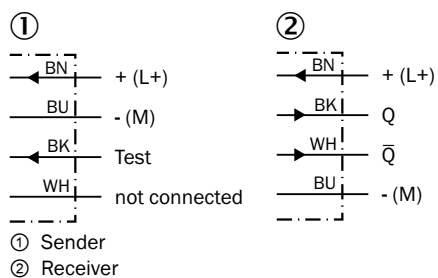 ①
BN + (L+)
BU - (M)
BK Test
WH not connected
②
BN + (L+)
BK Q
WH Q̅
BU - (M)
① Sender
② Receiver